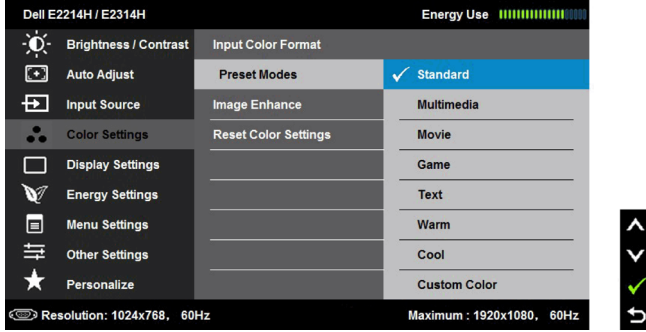 Dell E2214H / E2314H Energy Use
Brightness / Contrast Input Color Format
Auto Adjust Preset Modes Standard
Input Source Image Enhance Multimedia
Color Settings Reset Color Settings Movie
Display Settings Game
Energy Settings Text
Menu Settings Warm
Other Settings Cool
Personalize Custom Color
Resolution: 1024x768, 60Hz Maximum : 1920x1080, 60Hz